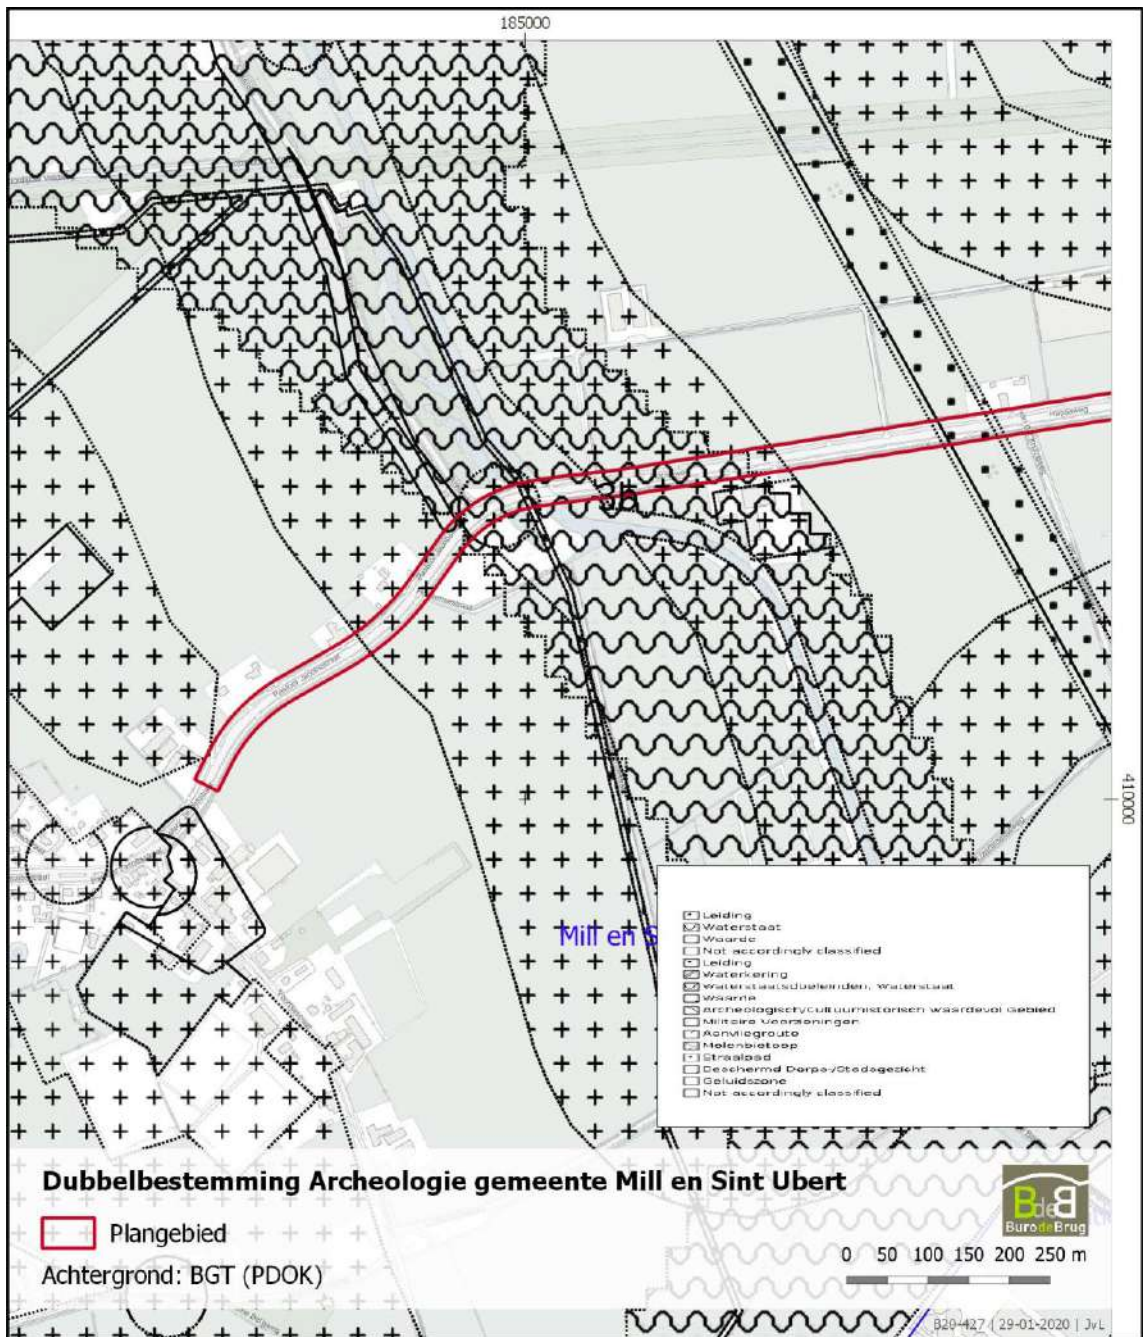 185000
410000
Mill en S
Leiding
Waterstaat
Waarde
Not accordingly classified
Leiding
Waterkering
Waterstaatsdoeleinden, Waterstaat
Waarde
Archeologisch/Cultuurhistorisch waardevol Gebied
Militaire Voorzieningen
Aanvliegroute
Molenbiotoop
Straalpad
Beschermd Dorps-/Stadsgezicht
Geluidszone
Not accordingly classified
Dubbelbestemming Archeologie gemeente Mill en Sint Ubert
Plangebied
Achtergrond: BGT (PDOK)
BdeB
BurodeBrug
0 50 100 150 200 250 m
B20-427 | 29-01-2020 | JvL